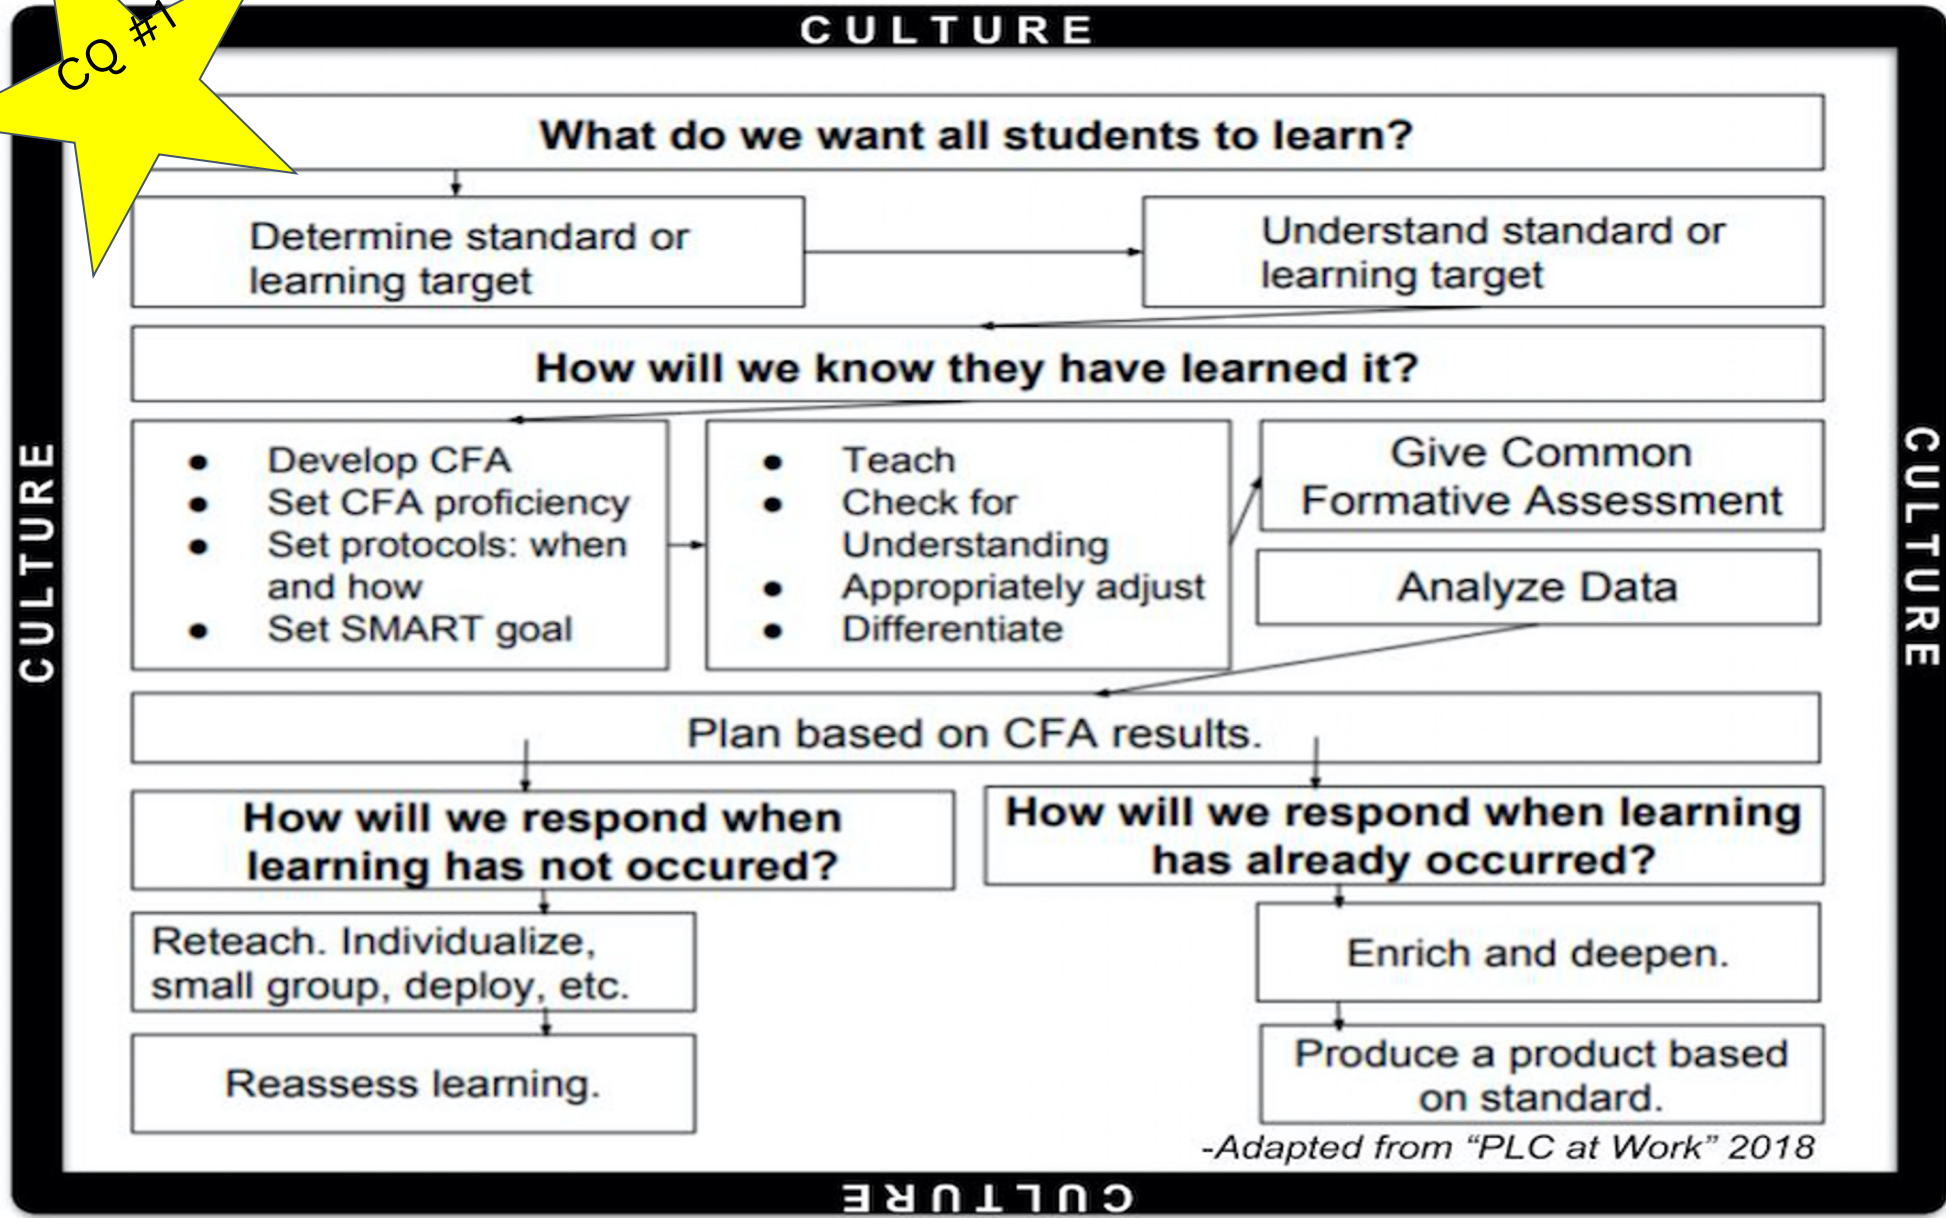 CULTURE
CQ #1
What do we want all students to learn?
Determine standard or
learning target
Understand standard or
learning target
How will we know they have learned it?
● Develop CFA
● Set CFA proficiency
● Set protocols: when
and how
● Set SMART goal
● Teach
● Check for
Understanding
● Appropriately adjust
● Differentiate
Give Common
Formative Assessment
Analyze Data
Plan based on CFA results.
How will we respond when
learning has not occured?
How will we respond when learning
has already occurred?
Reteach. Individualize,
small group, deploy, etc.
Enrich and deepen.
Reassess learning.
Produce a product based
on standard.
-Adapted from “PLC at Work” 2018
CULTURE
CULTURE
CULTURE